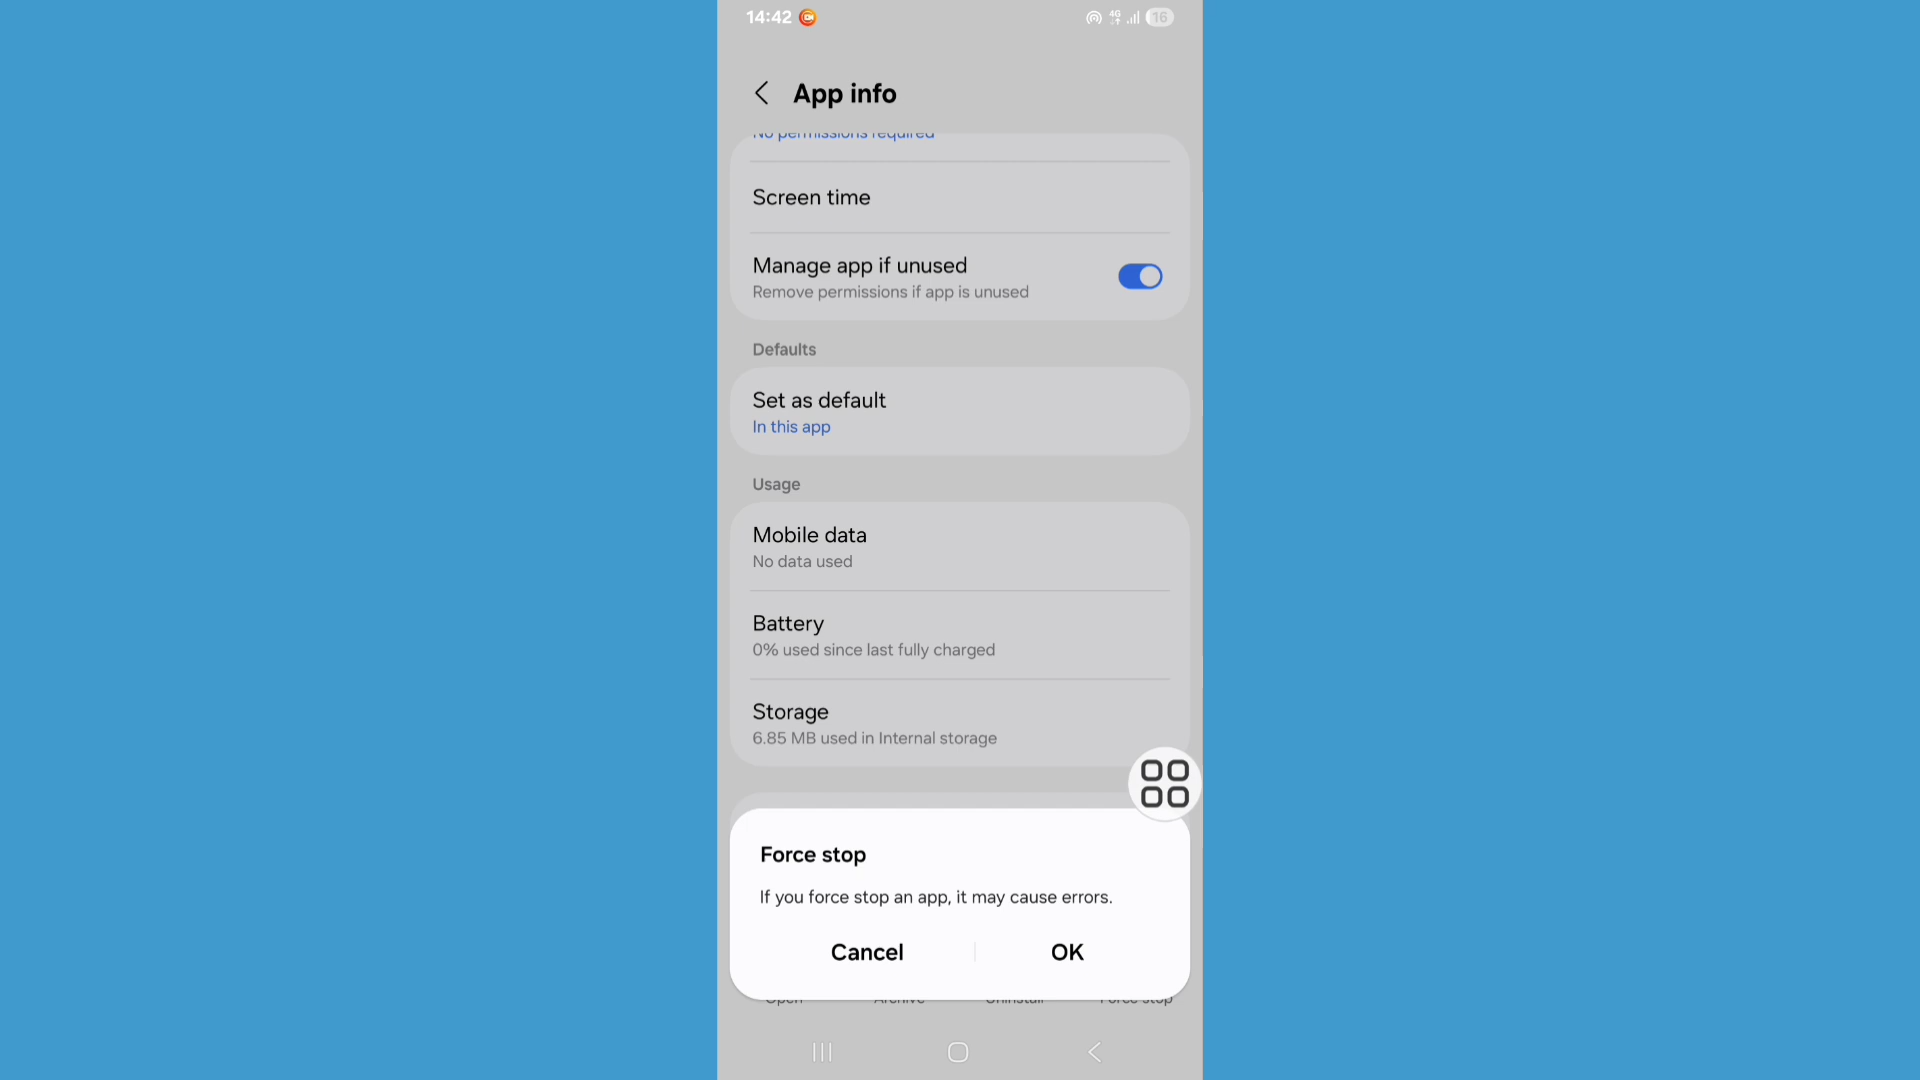 14:42
4G
16
App info
No permissions required
Screen time
Manage app if unused
Remove permissions if app is unused
Defaults
Set as default
In this app
Usage
Mobile data
No data used
Battery
0% used since last fully charged
Storage
6.85 MB used in Internal storage
Force stop
If you force stop an app, it may cause errors.
Cancel
OK
Open
Archive
Uninstall
Force stop